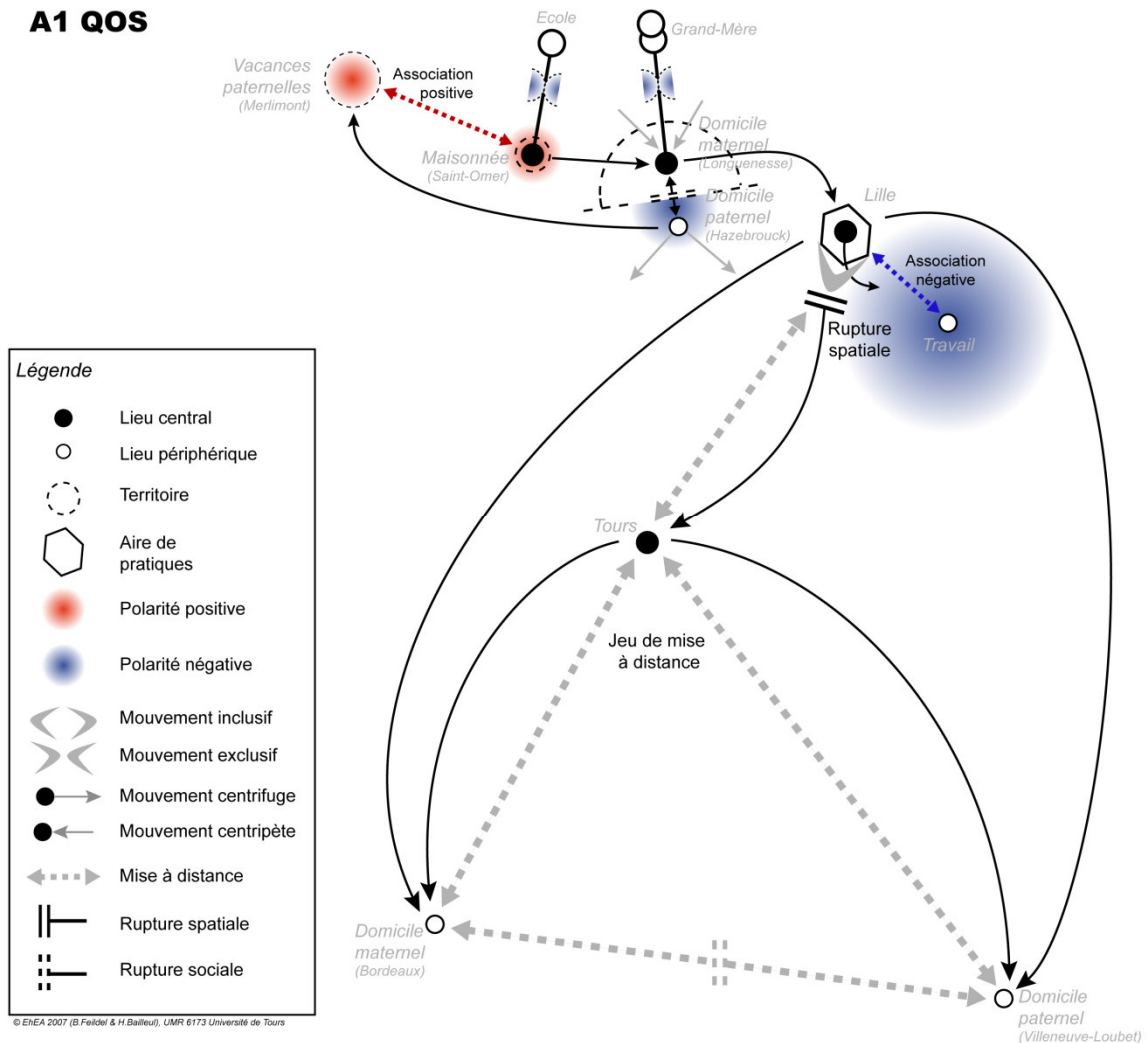 A1 QOS
Ecole
Grand-Mère
Vacances
paternelles
(Merlimont)
Association
positive
Maisonnée
(Saint-Omer)
Domicile
maternel
(Longuenesse)
Domicile
paternel
(Hazebrouck)
Lille
Association
négative
Rupture
spatiale
Travail
Tours
Jeu de mise
à distance
Domicile
maternel
(Bordeaux)
Domicile
paternel
(Villeneuve-Loubet)
Légende
Lieu central
Lieu périphérique
Territoire
Aire de
pratiques
Polarité positive
Polarité négative
Mouvement inclusif
Mouvement exclusif
Mouvement centrifuge
Mouvement centripète
Mise à distance
Rupture spatiale
Rupture sociale
© EhEA 2007 (B.Feildel & H.Bailleul), UMR 6173 Université de Tours